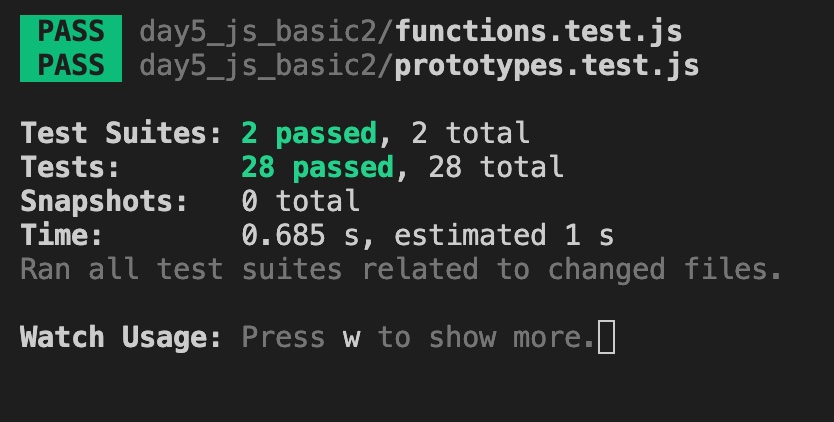 PASS day5_js_basic2/functions.test.js
PASS day5_js_basic2/prototypes.test.js
Test Suites: 2 passed, 2 total
Tests: 28 passed, 28 total
Snapshots: 0 total
Time: 0.685 s, estimated 1 s
Ran all test suites related to changed files.
Watch Usage: Press w to show more.